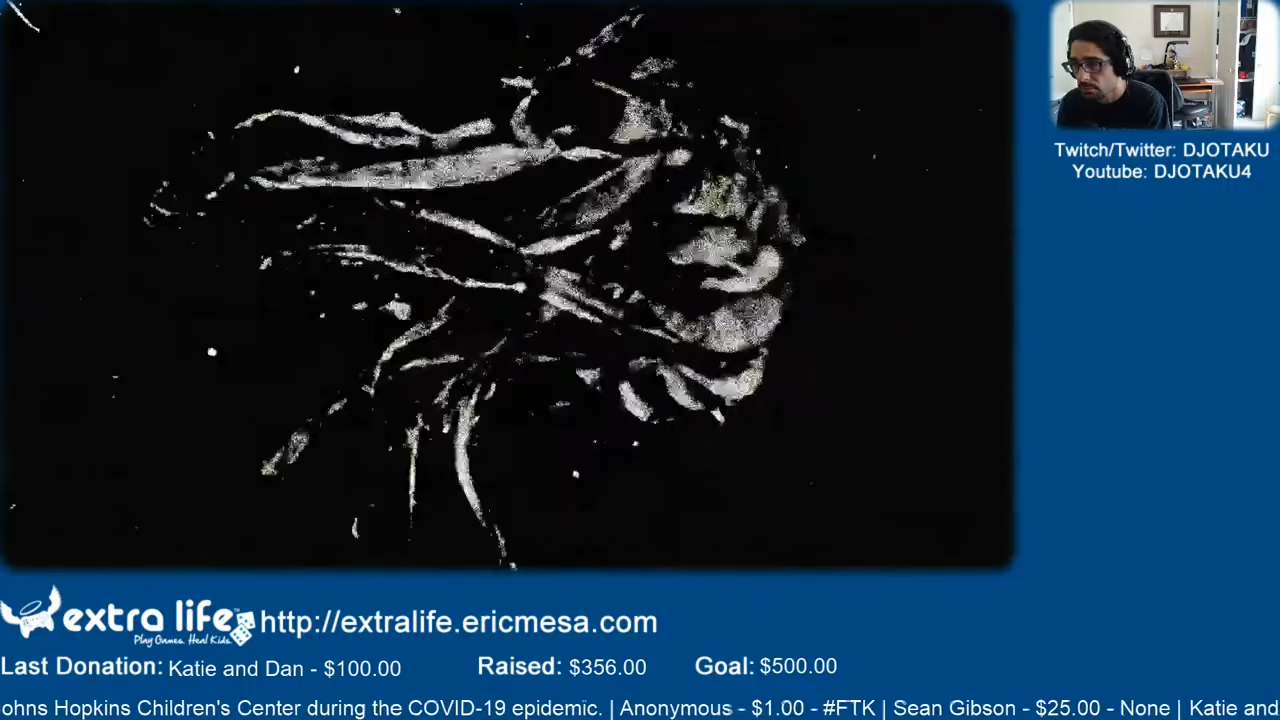 Twitch/Twitter: DJOTAKU
Youtube: DJOTAKU4
extra life
Play Games. Heal Kids.
http://extralife.ericmesa.com
Last Donation: Katie and Dan - $100.00 Raised: $356.00 Goal: $500.00
ohns Hopkins Children's Center during the COVID-19 epidemic. | Anonymous - $1.00 - #FTK | Sean Gibson - $25.00 - None | Katie and